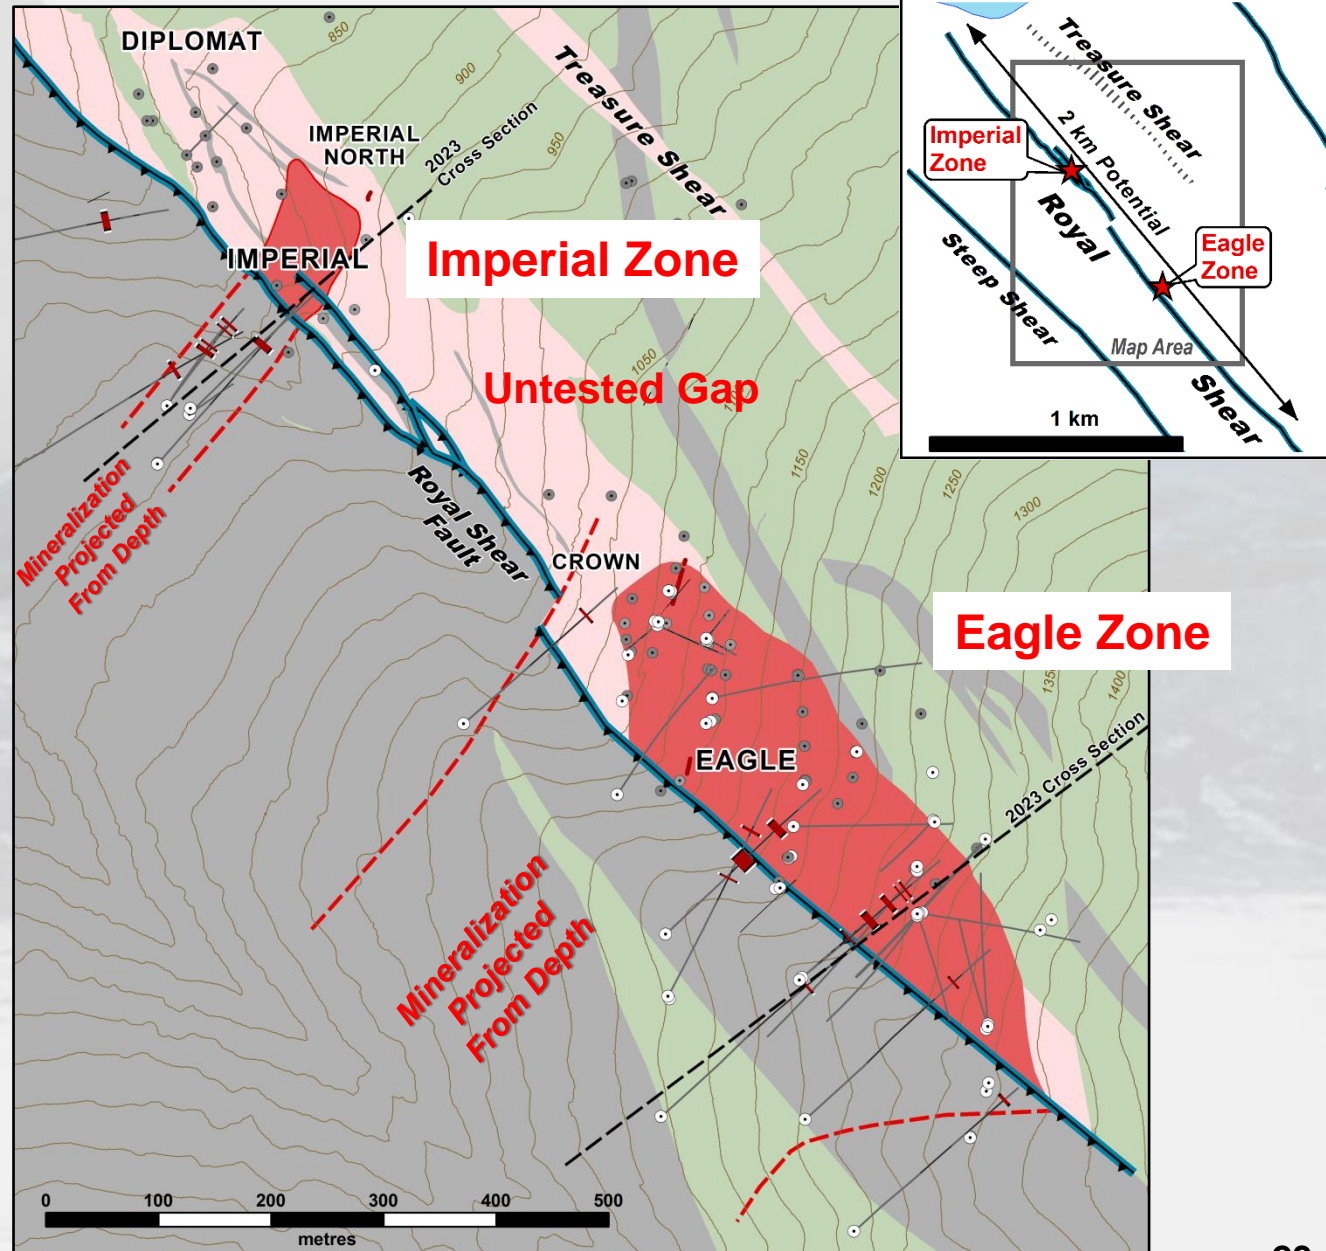 DIPLOMAT
850
900
950
Treasure Shear
IMPERIAL
NORTH
2023
Cross Section
IMPERIAL
Imperial Zone
Untested Gap
1050
1150
1200
1250
1300
Mineralization
Projected
From Depth
Royal Shear
Fault
CROWN
Eagle Zone
1400
EAGLE
2023 Cross Section
Mineralization
Projected
From Depth
0 100 200 300 400 500
metres
Treasure Shear
Imperial
Zone
2 km Potential
Royal
Shear
Eagle
Zone
Steep Shear
Map Area
1 km